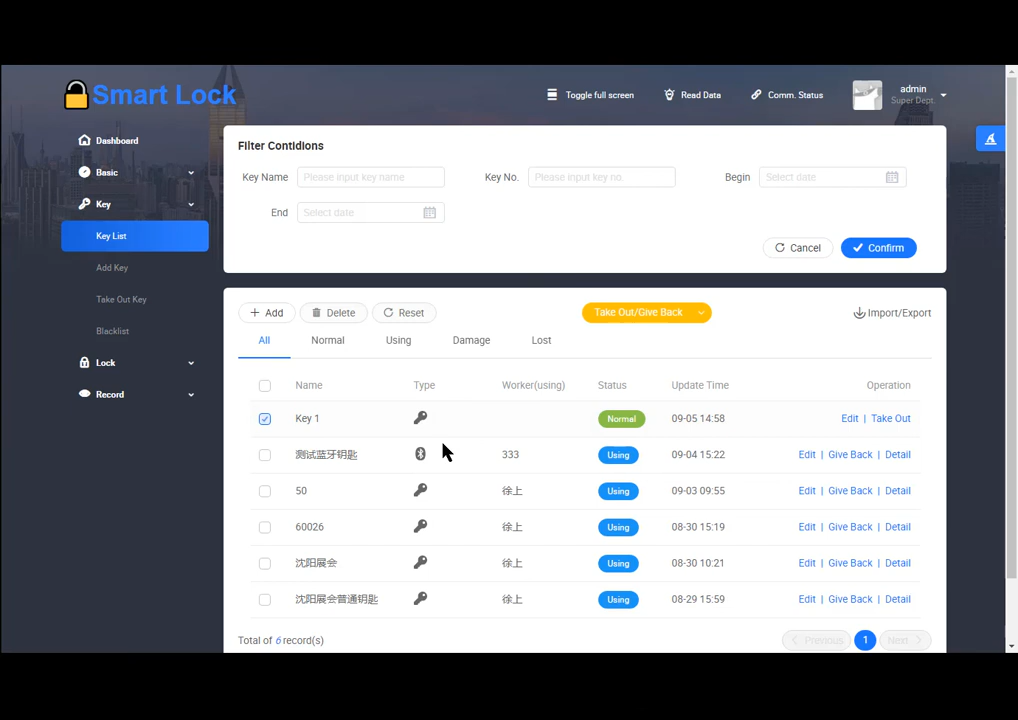 Smart Lock
Toggle full screen
Read Data
Comm. Status
admin
Super Dept.
Dashboard
Basic
Key
Key List
Add Key
Take Out Key
Blacklist
Lock
Record
Filter Contidions
Key Name Please input key name Key No. Please input key no. Begin Select date
End Select date
Cancel Confirm
Add Delete Reset Take Out/Give Back Import/Export
All Normal Using Damage Lost
Name Type Worker(using) Status Update Time Operation
Key 1 Normal 09-05 14:58 Edit | Take Out
测试蓝牙钥匙 333 Using 09-04 15:22 Edit | Give Back | Detail
50 徐上 Using 09-03 09:55 Edit | Give Back | Detail
60026 徐上 Using 08-30 15:19 Edit | Give Back | Detail
沈阳展会 徐上 Using 08-30 10:21 Edit | Give Back | Detail
沈阳展会普通钥匙 徐上 Using 08-29 15:59 Edit | Give Back | Detail
Total of 6 record(s) Previous 1 Next